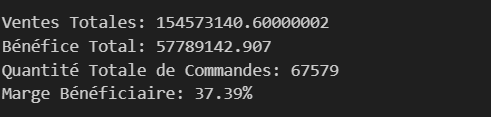 Ventes Totales: 154573140.60000002
Bénéfice Total: 57789142.907
Quantité Totale de Commandes: 67579
Marge Bénéficiaire: 37.39%